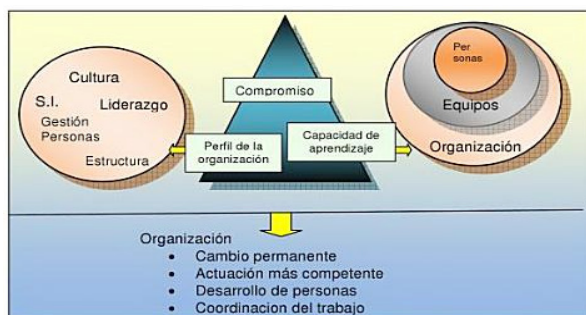 Cultura
S.I.
Liderazgo
Gestión
Personas
Estructura
Compromiso
Perfil de la
organización
Capacidad de
aprendizaje
Per
sonas
Equipos
Organización
Organización
• Cambio permanente
• Actuación más competente
• Desarrollo de personas
• Coordinacion del trabajo